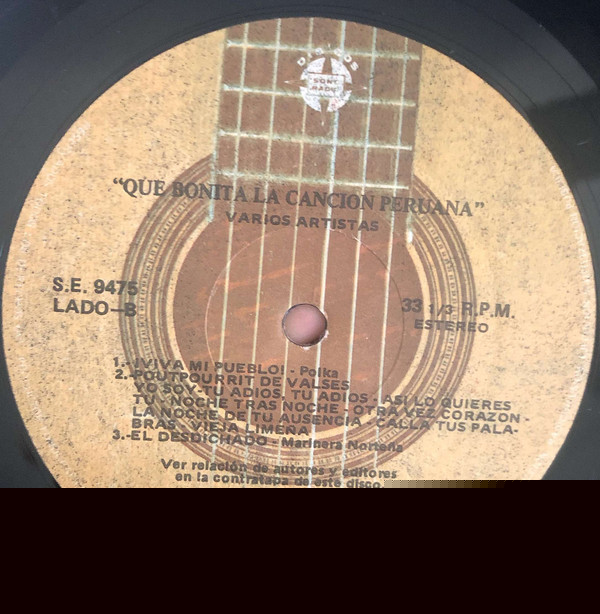 DISCOS
SONO
RADIO
"QUE BONITA LA CANCION PERUANA"
VARIOS ARTISTAS
S.E. 9475
LADO-B
33 1/3 R.P.M.
ESTEREO
1.- ¡VIVA MI PUEBLO! - Polka
2.- POUTPOURRIT DE VALSES
YO SOY-TU ADIOS, TU ADIOS - ASI LO QUIERES
TU - NOCHE TRAS NOCHE - OTRA VEZ CORAZON -
LA NOCHE DE TU AUSENCIA - CALLA TUS PALA-
BRAS - VIEJA LIMEÑA
3.- EL DESDICHADO - Marinera Norteña
Ver relación de autores y editores
en la contratapa de este disco.